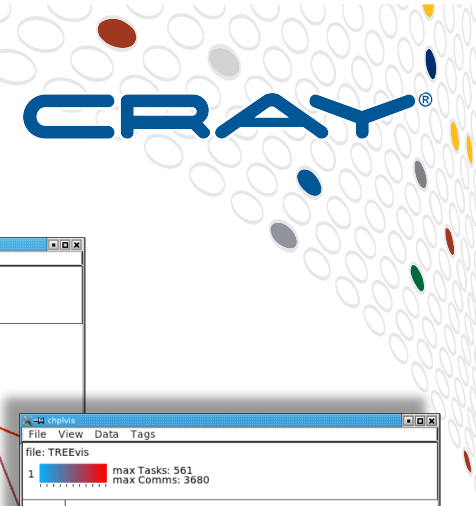 CRAY®
chplvis
File View Data Tags
file: TREEvis
1
max Tasks: 561
max Comms: 3680